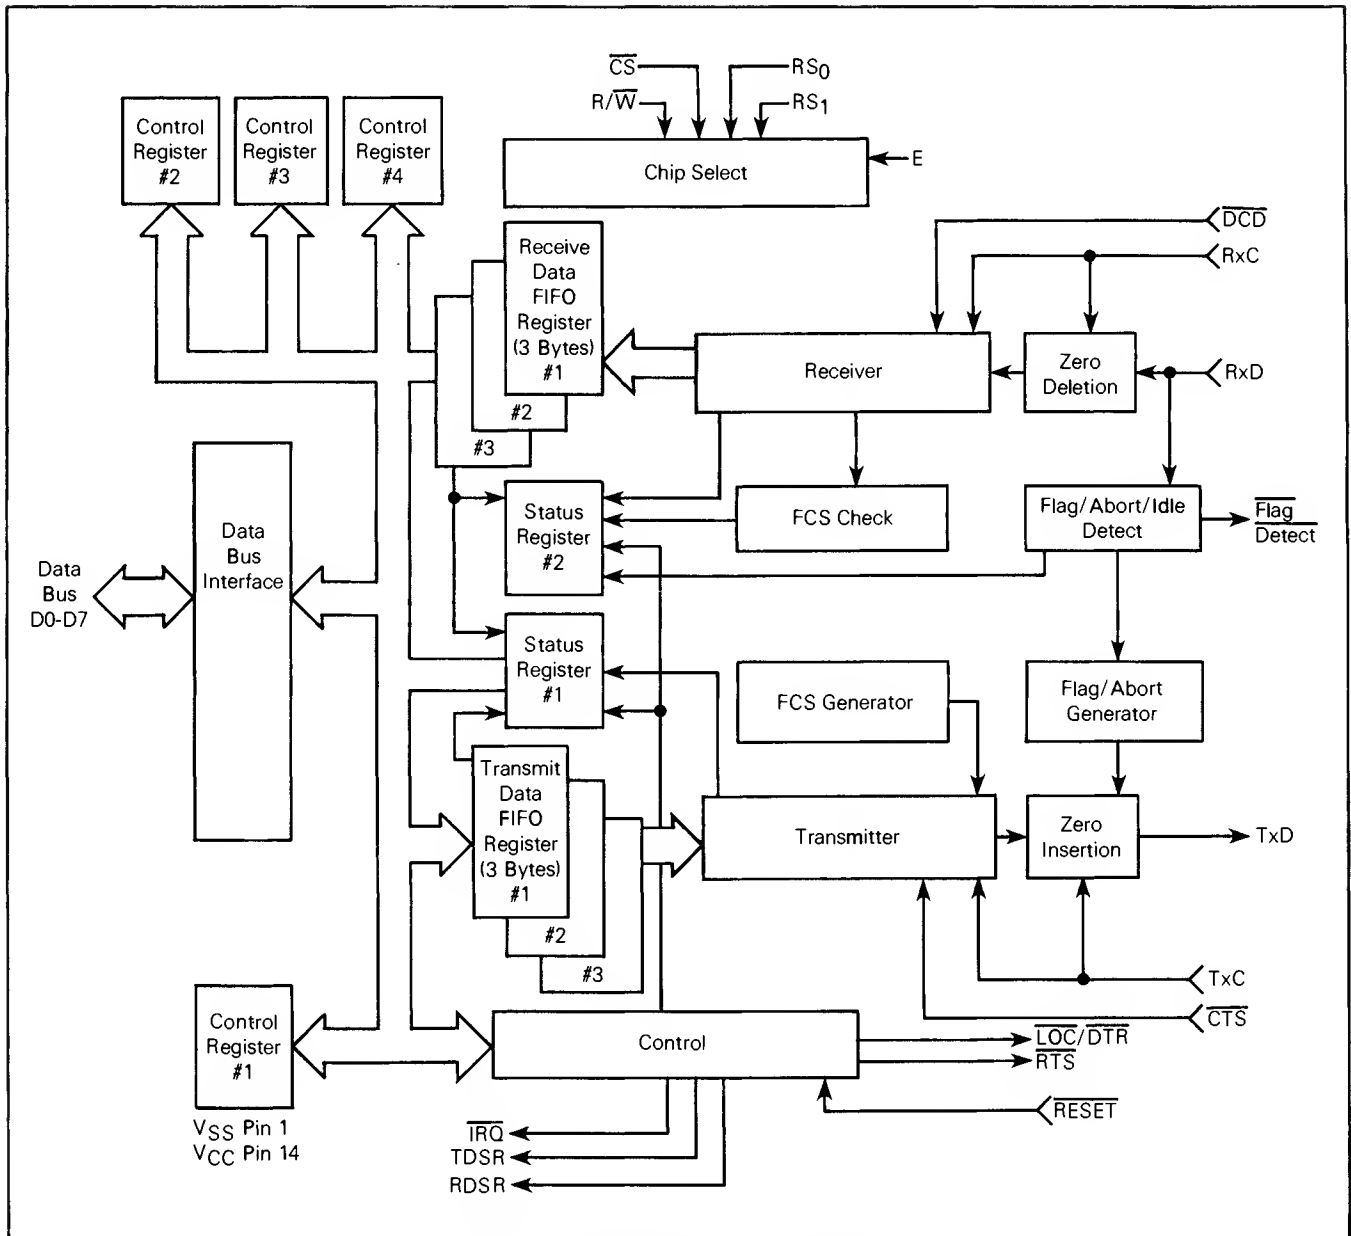 CS
RS0
R/W
RS1
Control
Register
#2
Control
Register
#3
Control
Register
#4
Chip Select
E
DCD
RxC
Receive
Data
FIFO
Register
(3 Bytes)
#1
#2
#3
Receiver
Zero
Deletion
RxD
Data
Bus
Interface
Data
Bus
D0-D7
Status
Register
#2
FCS Check
Flag/Abort/Idle
Detect
Flag
Detect
Status
Register
#1
FCS Generator
Flag/Abort
Generator
Transmit
Data
FIFO
Register
(3 Bytes)
#1
#2
#3
Transmitter
Zero
Insertion
TxD
TxC
CTS
Control
Register
#1
Control
LOC/DTR
RTS
RESET
VSS Pin 1
VCC Pin 14
IRQ
TDSR
RDSR